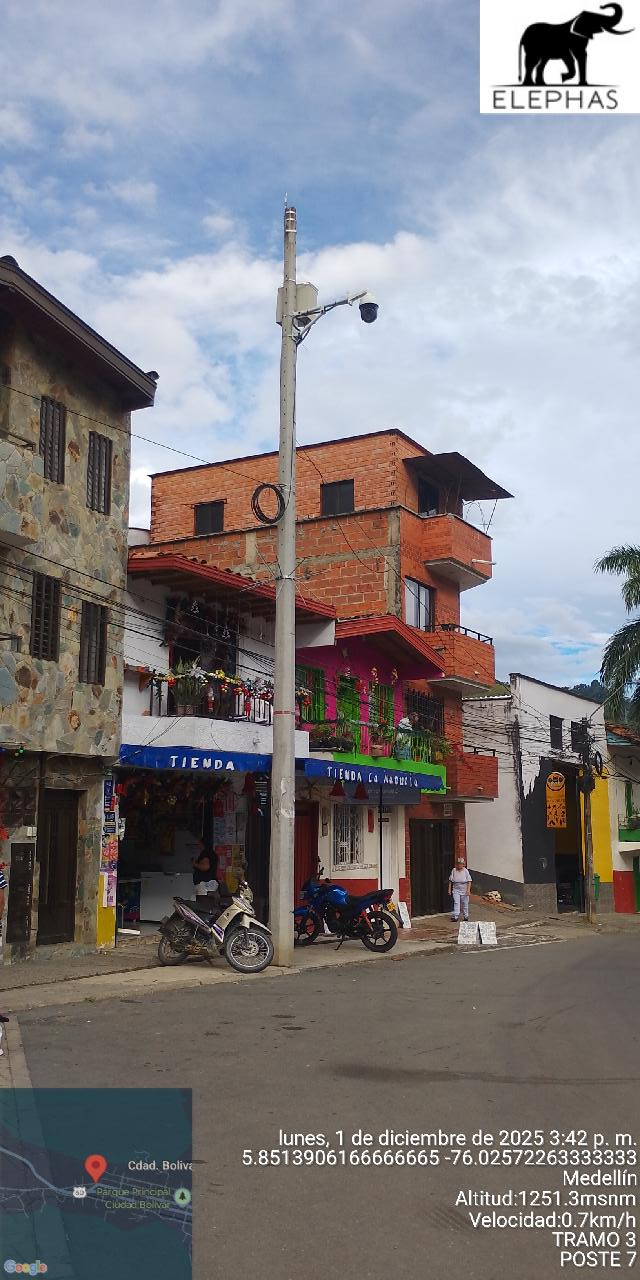 ELEPHAS
TIENDA
TIENDA LA
Cdad. Boliva
60
Parque Principal
Ciudad Bolívar
Google
lunes, 1 de diciembre de 2025 3:42 p. m.
5.8513906166666665 -76.02572263333333
Medellín
Altitud:1251.3msnm
Velocidad:0.7km/h
TRAMO 3
POSTE 7